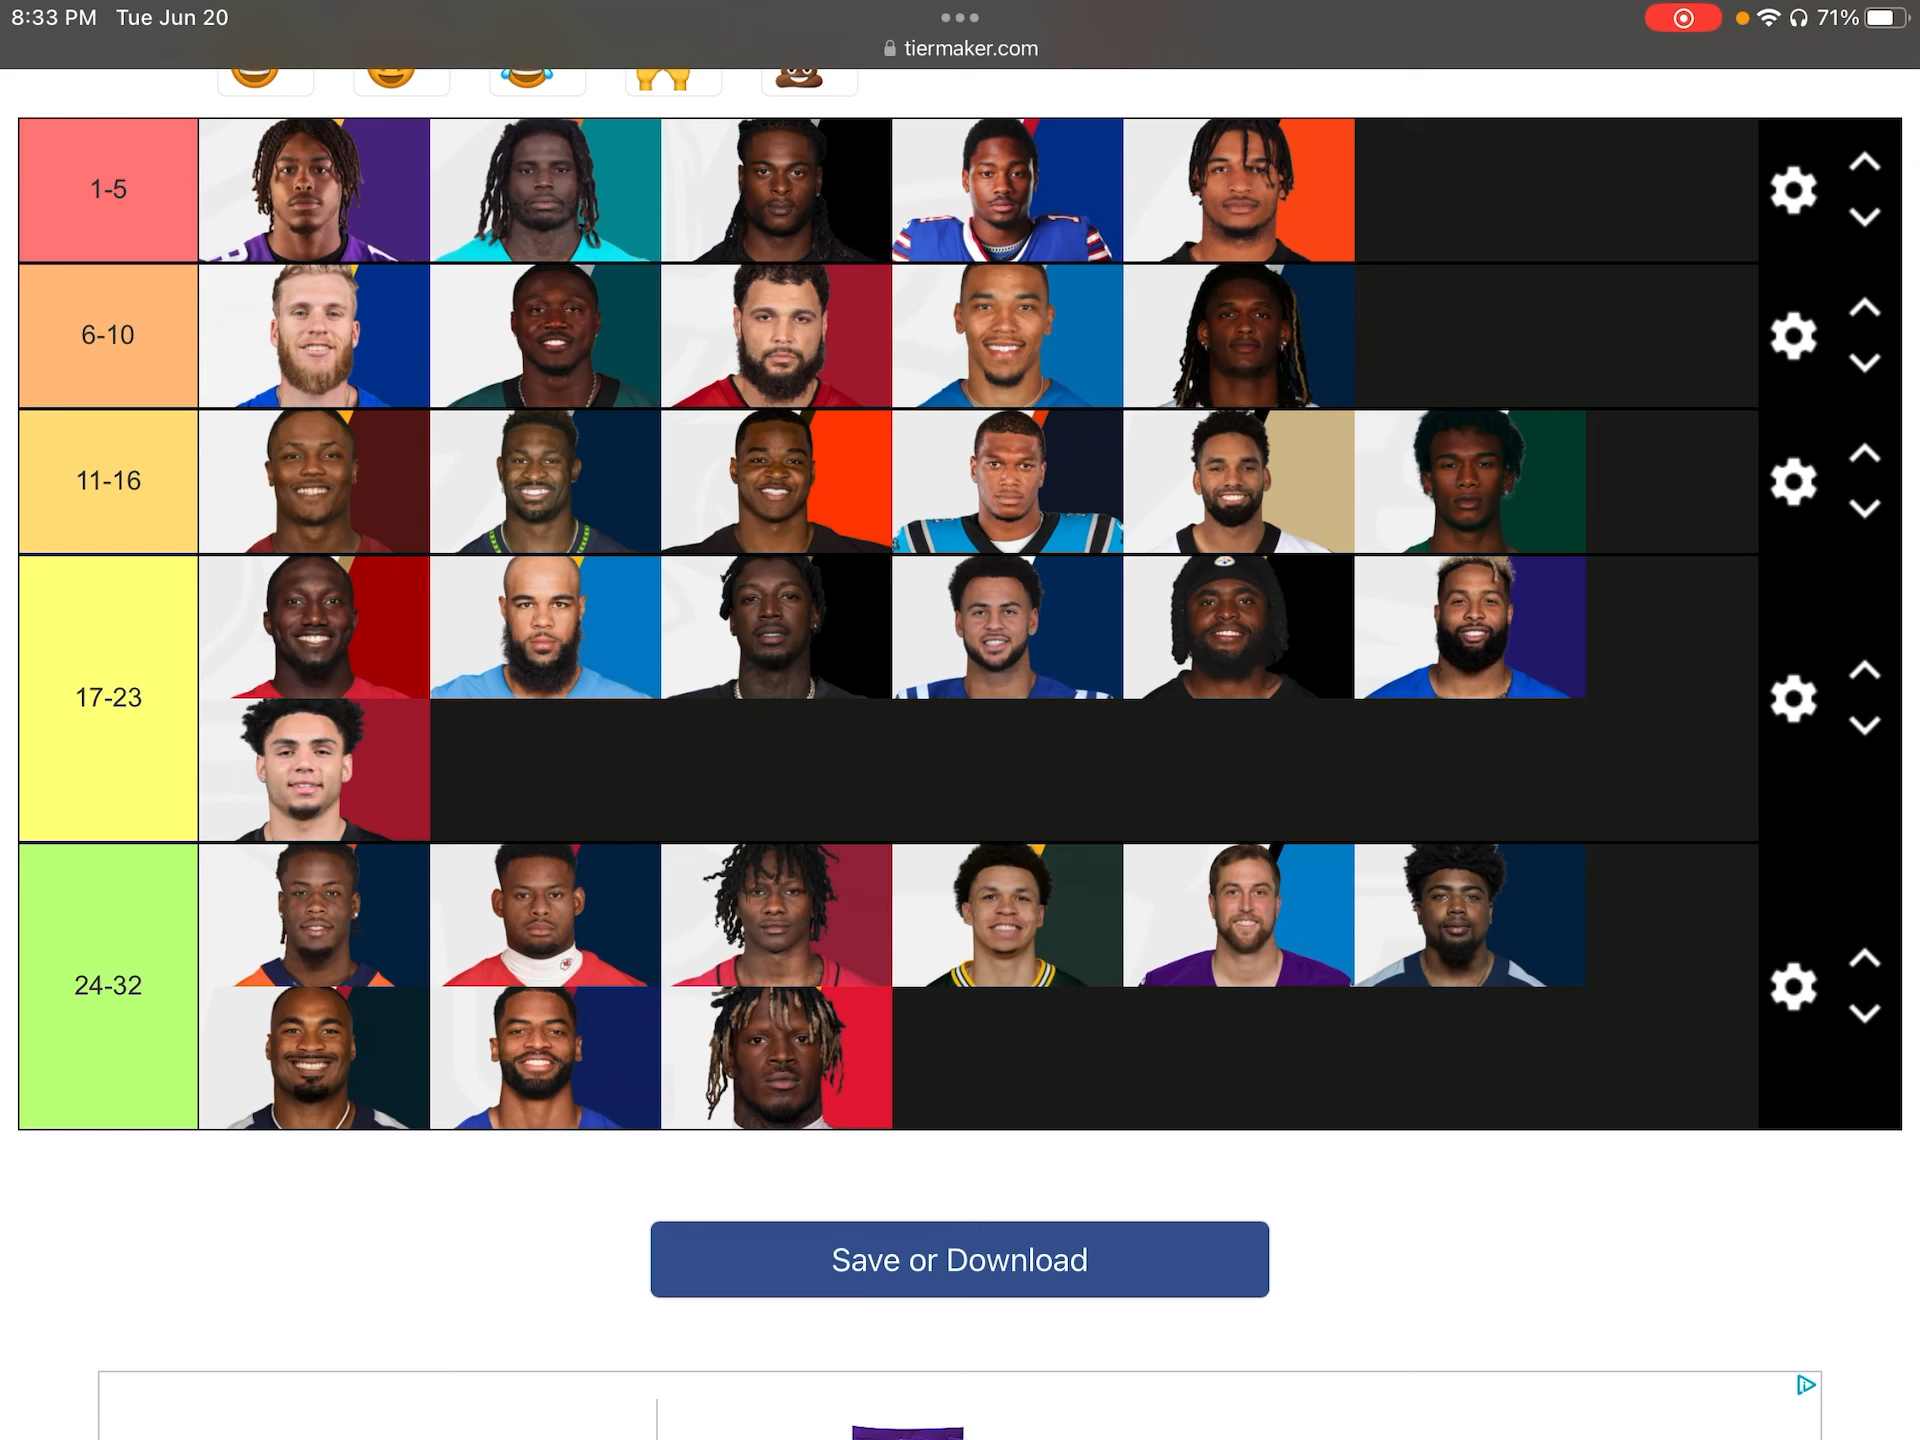 8:33 PM Tue Jun 20
71%
tiermaker.com
1-5
6-10
11-16
17-23
24-32
Save or Download